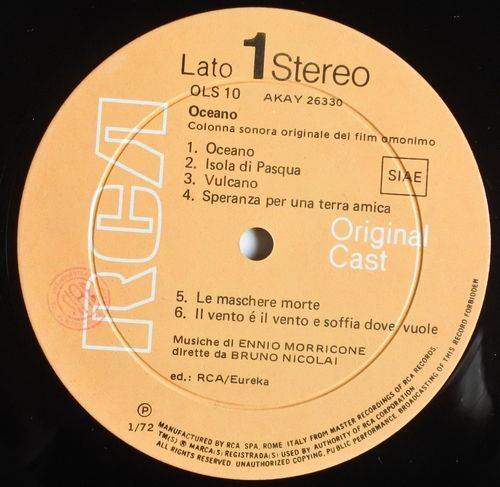 Lato 1 Stereo
OLS 10 AKAY 26330
Oceano
Colonna sonora originale del film omonimo
1. Oceano
2. Isola di Pasqua
3. Vulcano
4. Speranza per una terra amica
SIAE
RCA
Original
Cast
5. Le maschere morte
6. Il vento é il vento e soffia dove vuole
Musiche di ENNIO MORRICONE
dirette da BRUNO NICOLAI
ed.: RCA/Eureka
℗
1/72
MANUFACTURED BY RCA SPA, ROME, ITALY FROM MASTER RECORDINGS OF RCA RECORDS.
TM(S) ® MARCA(S) REGISTRADA(S) USED BY AUTHORITY OF RCA CORPORATION.
ALL RIGHTS RESERVED. UNAUTHORIZED COPYING, PUBLIC PERFORMANCE BROADCASTING OF THIS RECORD FORBIDDEN